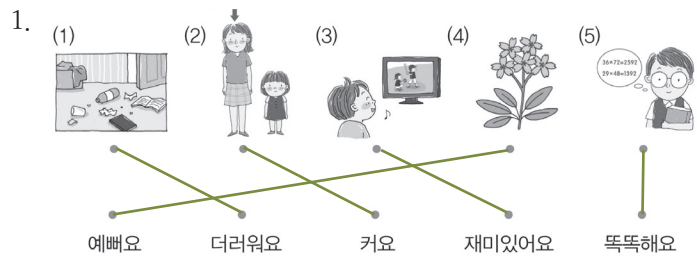 1.
(1) (2) (3) (4) (5)
36×72=2592
29×48=1392
예뻐요 더러워요 커요 재미있어요 똑똑해요